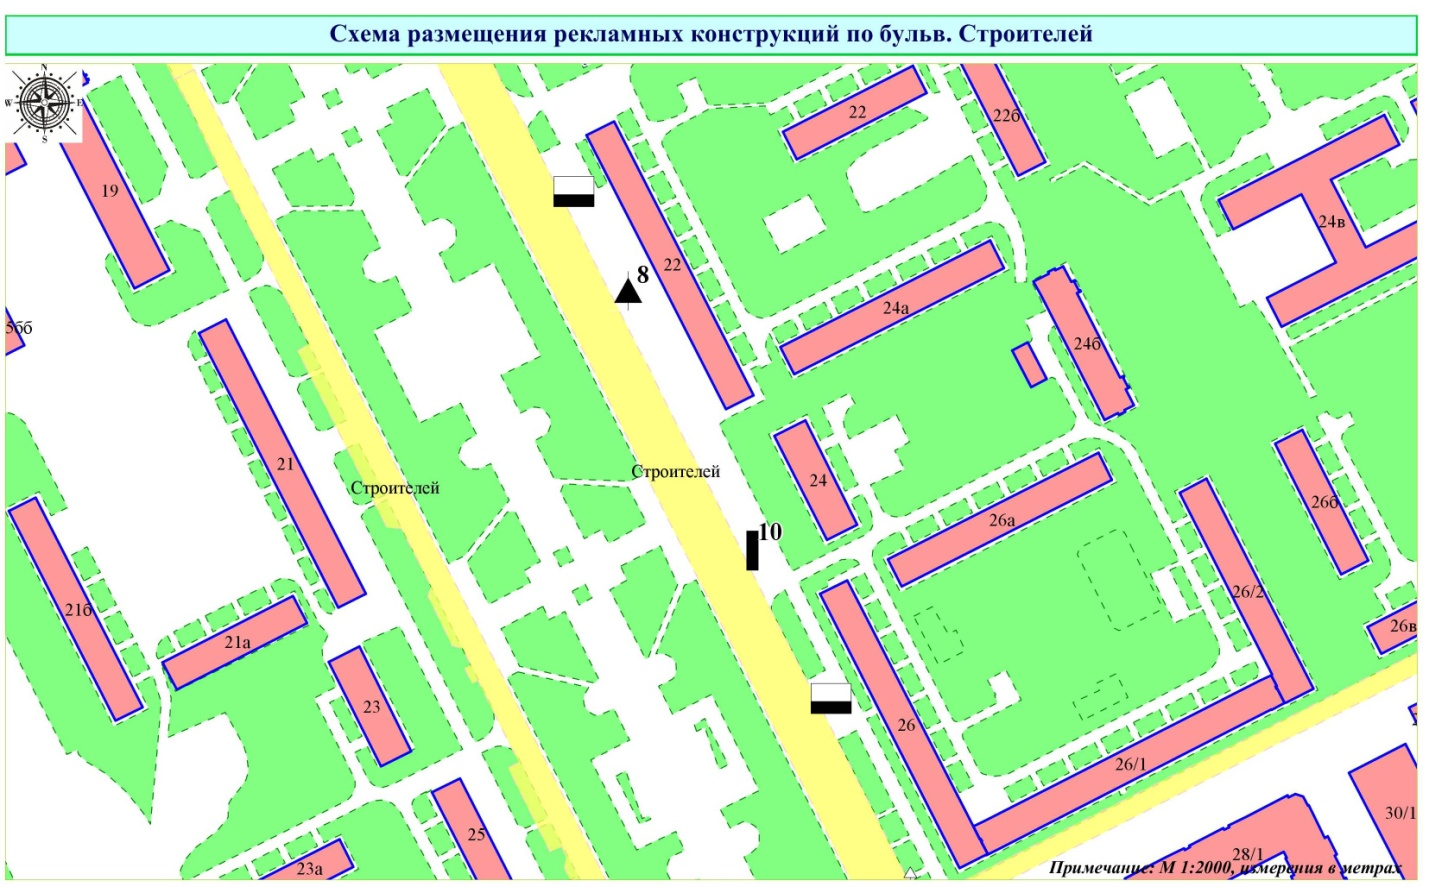 Схема размещения рекламных конструкций по бульв. Строителей
N
W
E
S
19
22
22б
24в
22
8
24а
24б
5бб
21
Строителей
Строителей
24
10
26а
26б
21б
21а
26/2
26в
23
26
26/1
25
30/1
28/1
23а
Примечание: М 1:2000, измерения в метрах